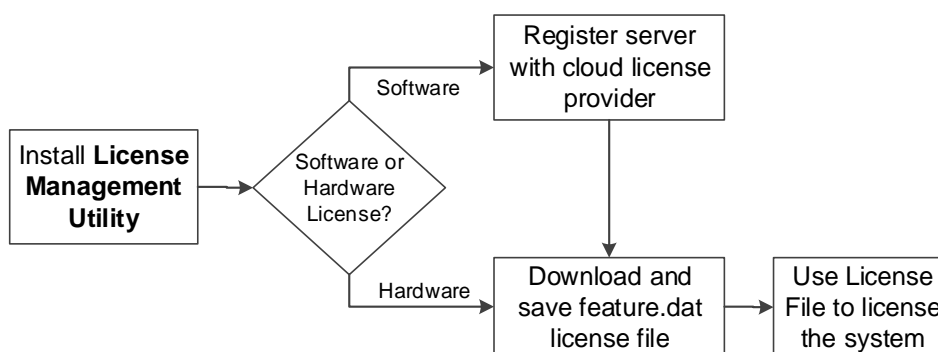 Install License
Management
Utility
Software or
Hardware
License?
Software
Hardware
Register server
with cloud license
provider
Download and
save feature.dat
license file
Use License
File to license
the system